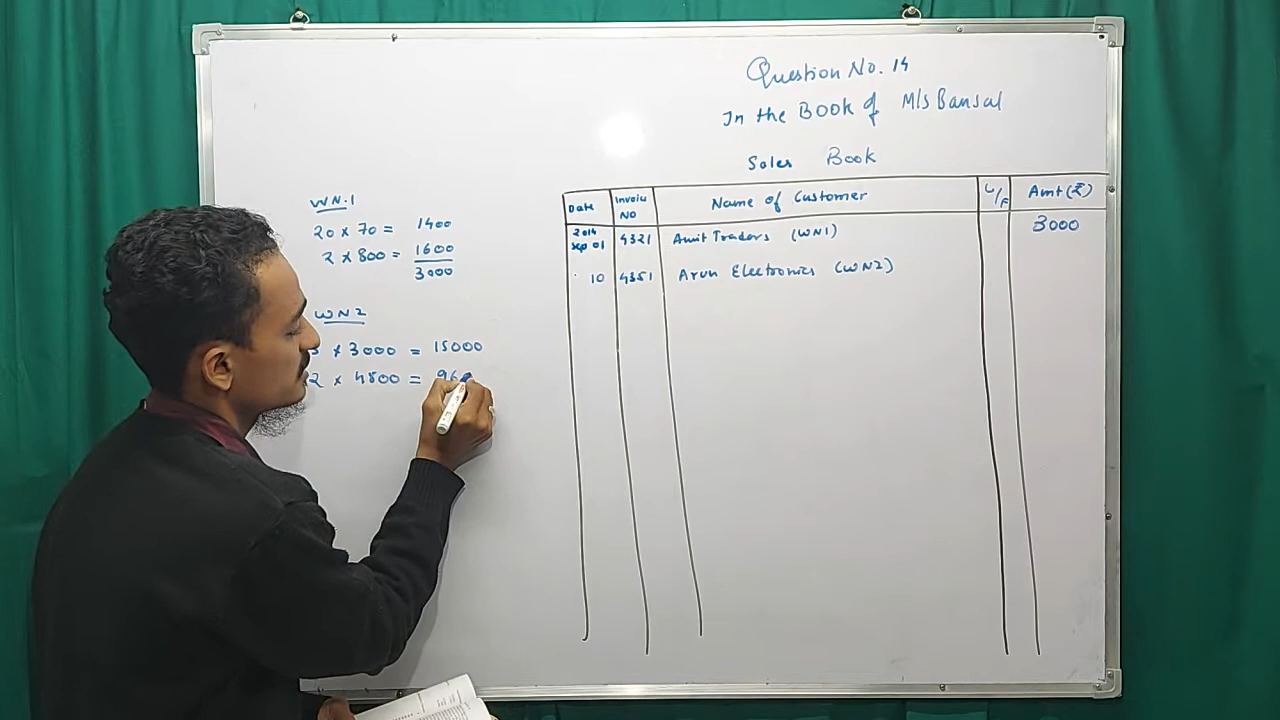 Question No. 14
In the Book of M/s Bansal
Sales Book
Date Invoice NO Name of Customer L/F Amt (₹)
2014 Sep 01 4321 Amit Traders (WN1) 3000
10 4351 Arun Electronics (WN2)
WN.1
20 x 70 = 1400
2 x 800 = 1600
3000
WN2
x 3000 = 15000
2 x 4800 = 96